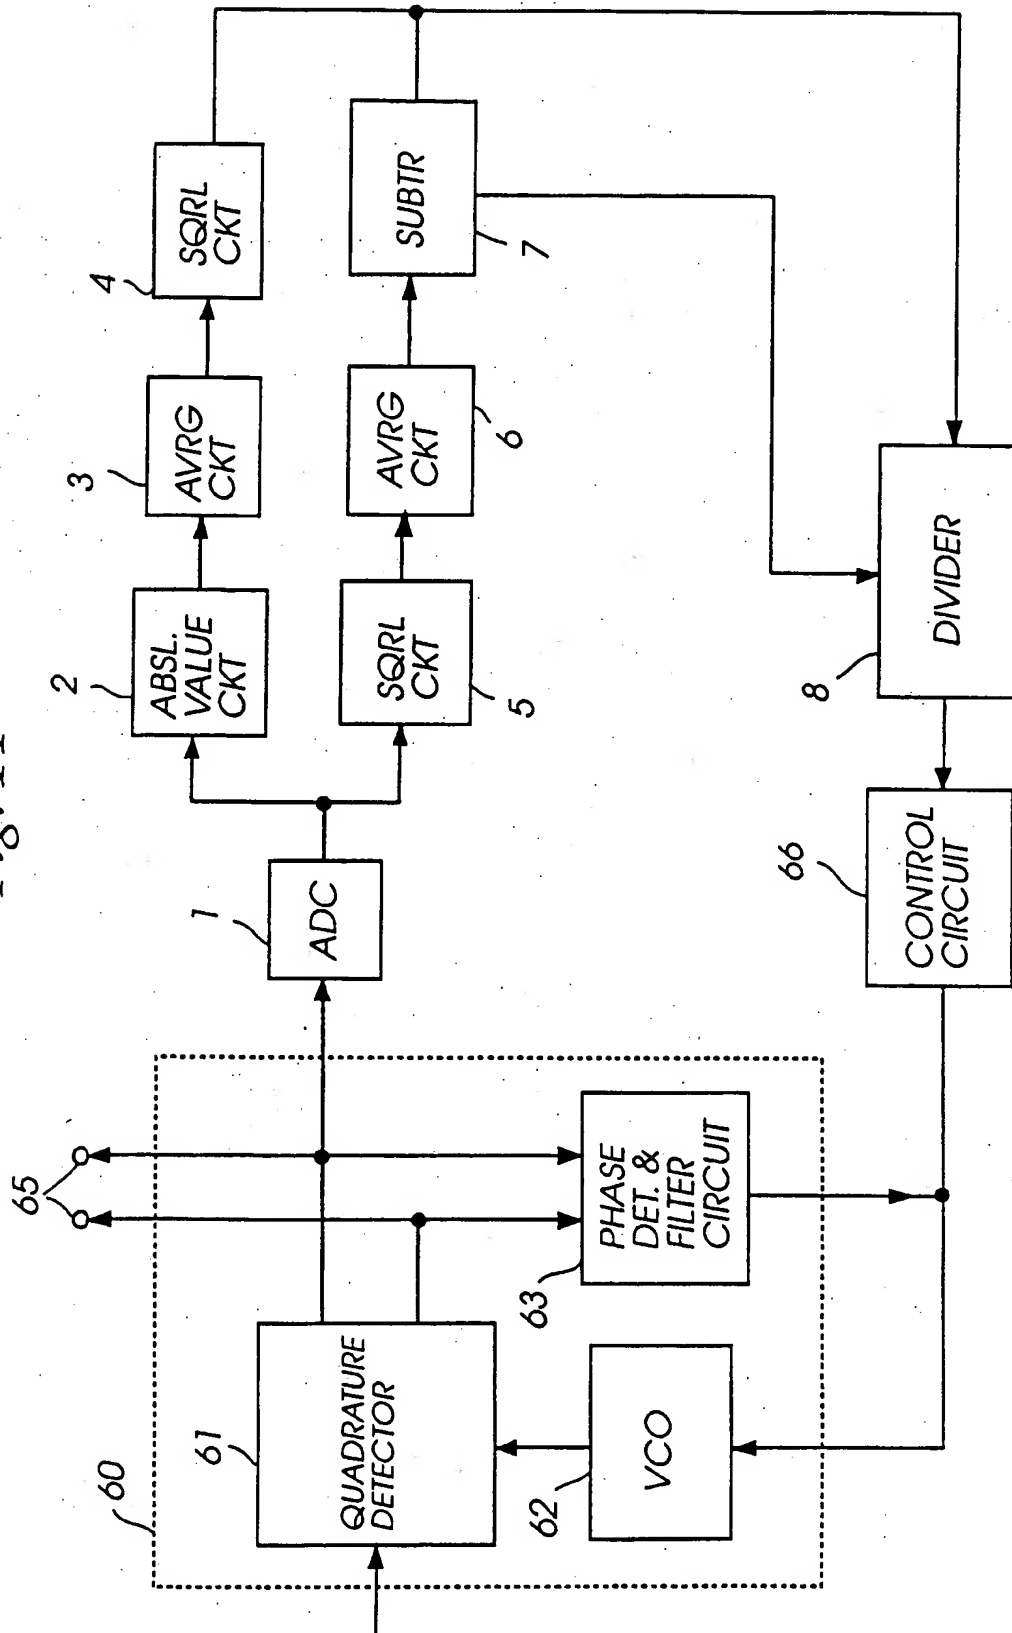 65
60
61
QUADRATURE
DETECTOR
62
VCO
63
PHASE
DET. &
FILTER
CIRCUIT
1
ADC
2
ABSL.
VALUE
CKT
3
AVRG
CKT
4
SQRL
CKT
5
SQRL
CKT
6
AVRG
CKT
7
SUBTR
8
DIVIDER
66
CONTROL
CIRCUIT